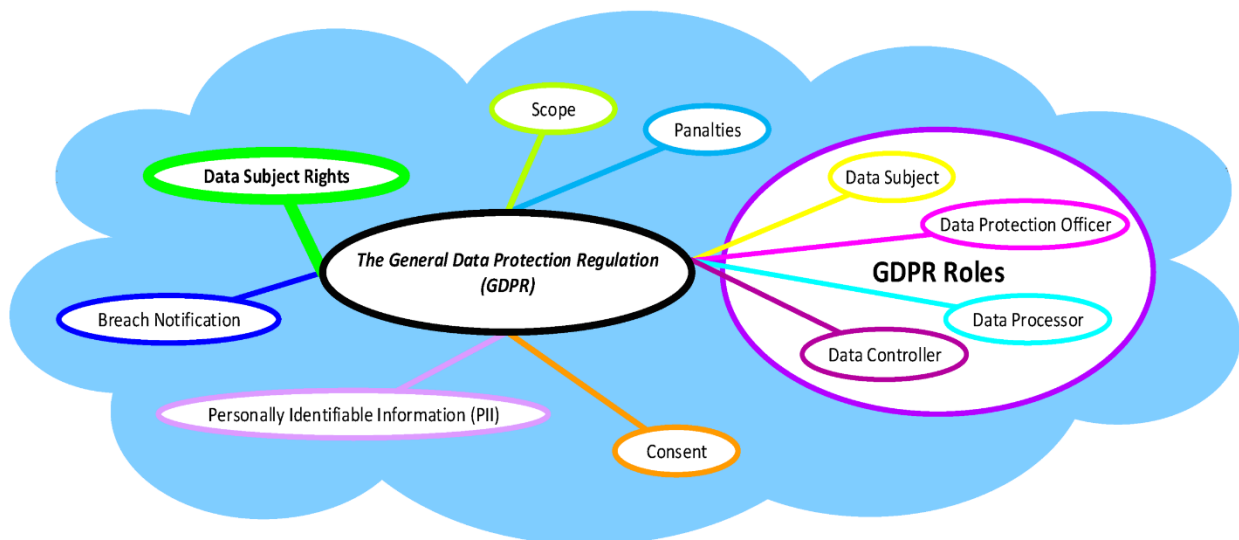 Scope
Panalties
Data Subject Rights
Data Subject
Data Protection Officer
The General Data Protection Regulation
(GDPR)
GDPR Roles
Breach Notification
Data Processor
Data Controller
Personally Identifiable Information (PII)
Consent